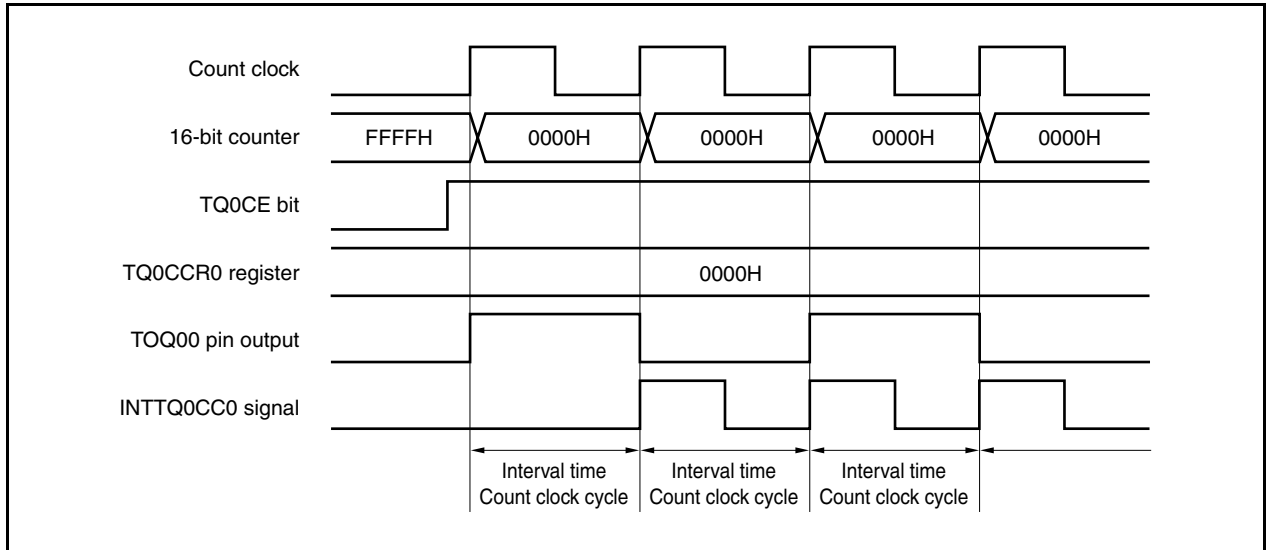 Count clock
16-bit counter
FFFFH 0000H 0000H 0000H 0000H
TQ0CE bit
TQ0CCR0 register
0000H
TOQ00 pin output
INTTQ0CC0 signal
Interval time
Count clock cycle
Interval time
Count clock cycle
Interval time
Count clock cycle